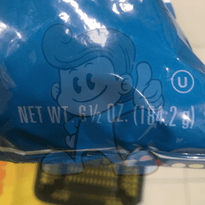 U
NET WT. 6½ OZ. (184.2 g)